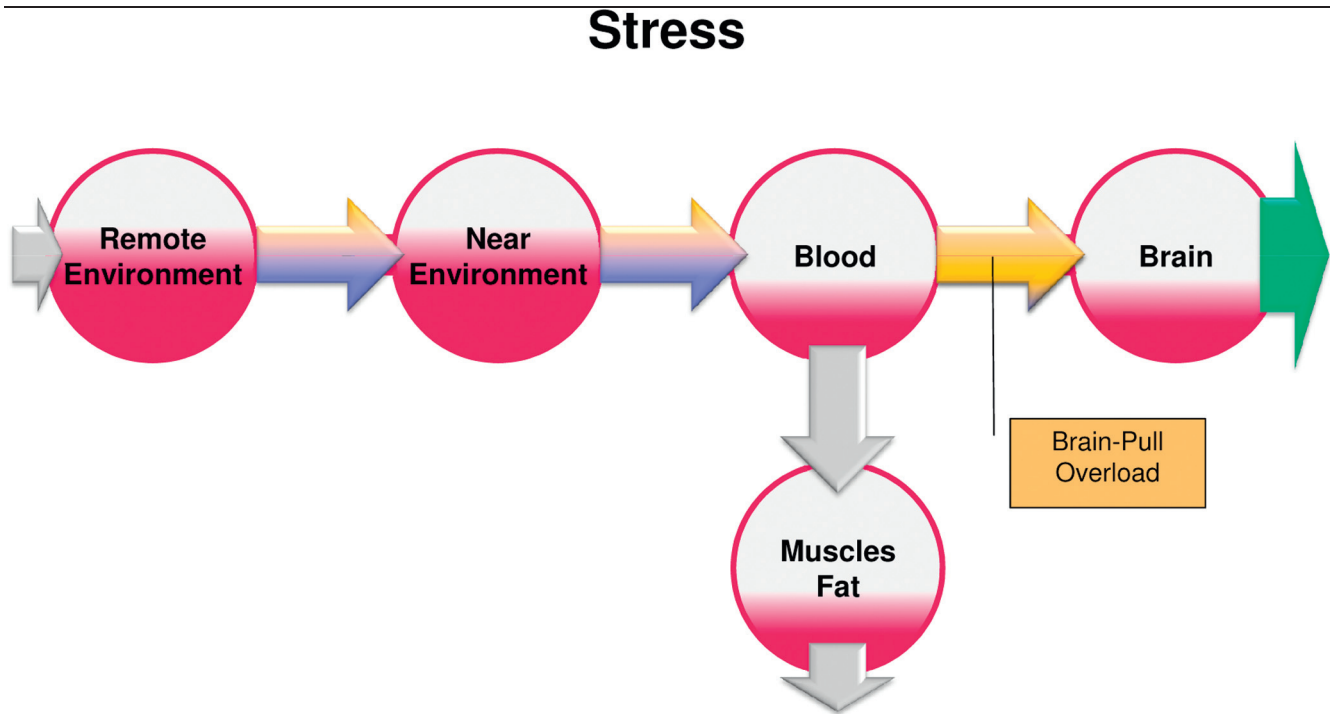 Stress
Remote
Environment
Near
Environment
Blood
Brain
Brain-Pull
Overload
Muscles
Fat